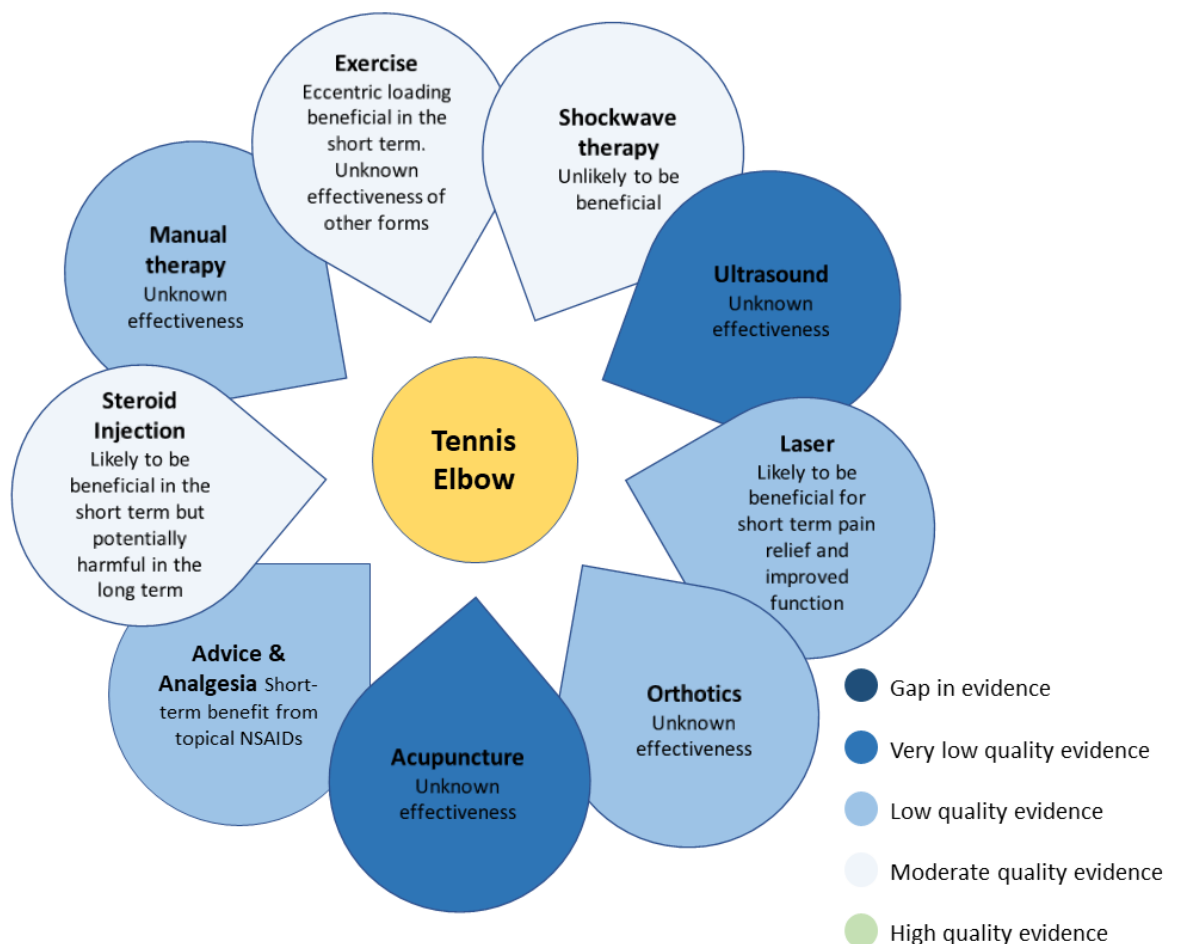 Exercise
Eccentric loading
beneficial in the
short term.
Unknown
effectiveness of
other forms
Shockwave
therapy
Unlikely to be
beneficial
Manual
therapy
Unknown
effectiveness
Ultrasound
Unknown
effectiveness
Steroid
Injection
Likely to be
beneficial in the
short term but
potentially
harmful in the
long term
Tennis
Elbow
Laser
Likely to be
beneficial for
short term pain
relief and
improved
function
Advice &
Analgesia Short-
term benefit from
topical NSAIDs
Acupuncture
Unknown
effectiveness
Orthotics
Unknown
effectiveness
Gap in evidence
Very low quality evidence
Low quality evidence
Moderate quality evidence
High quality evidence